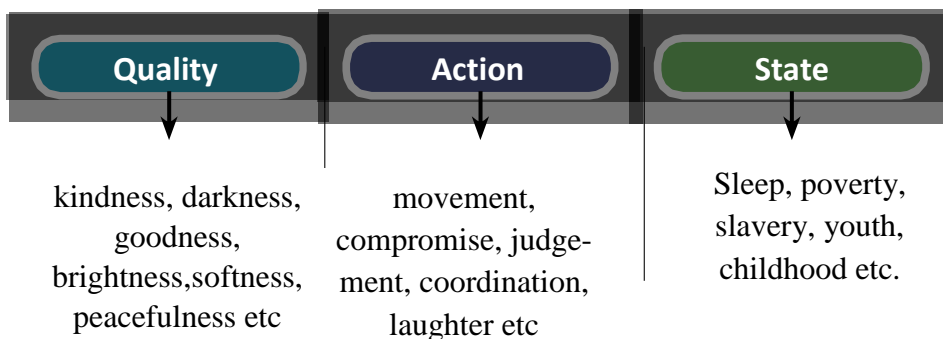 Quality
kindness, darkness,
goodness,
brightness,softness,
peacefulness etc
Action
movement,
compromise, judge-
ment, coordination,
laughter etc
State
Sleep, poverty,
slavery, youth,
childhood etc.